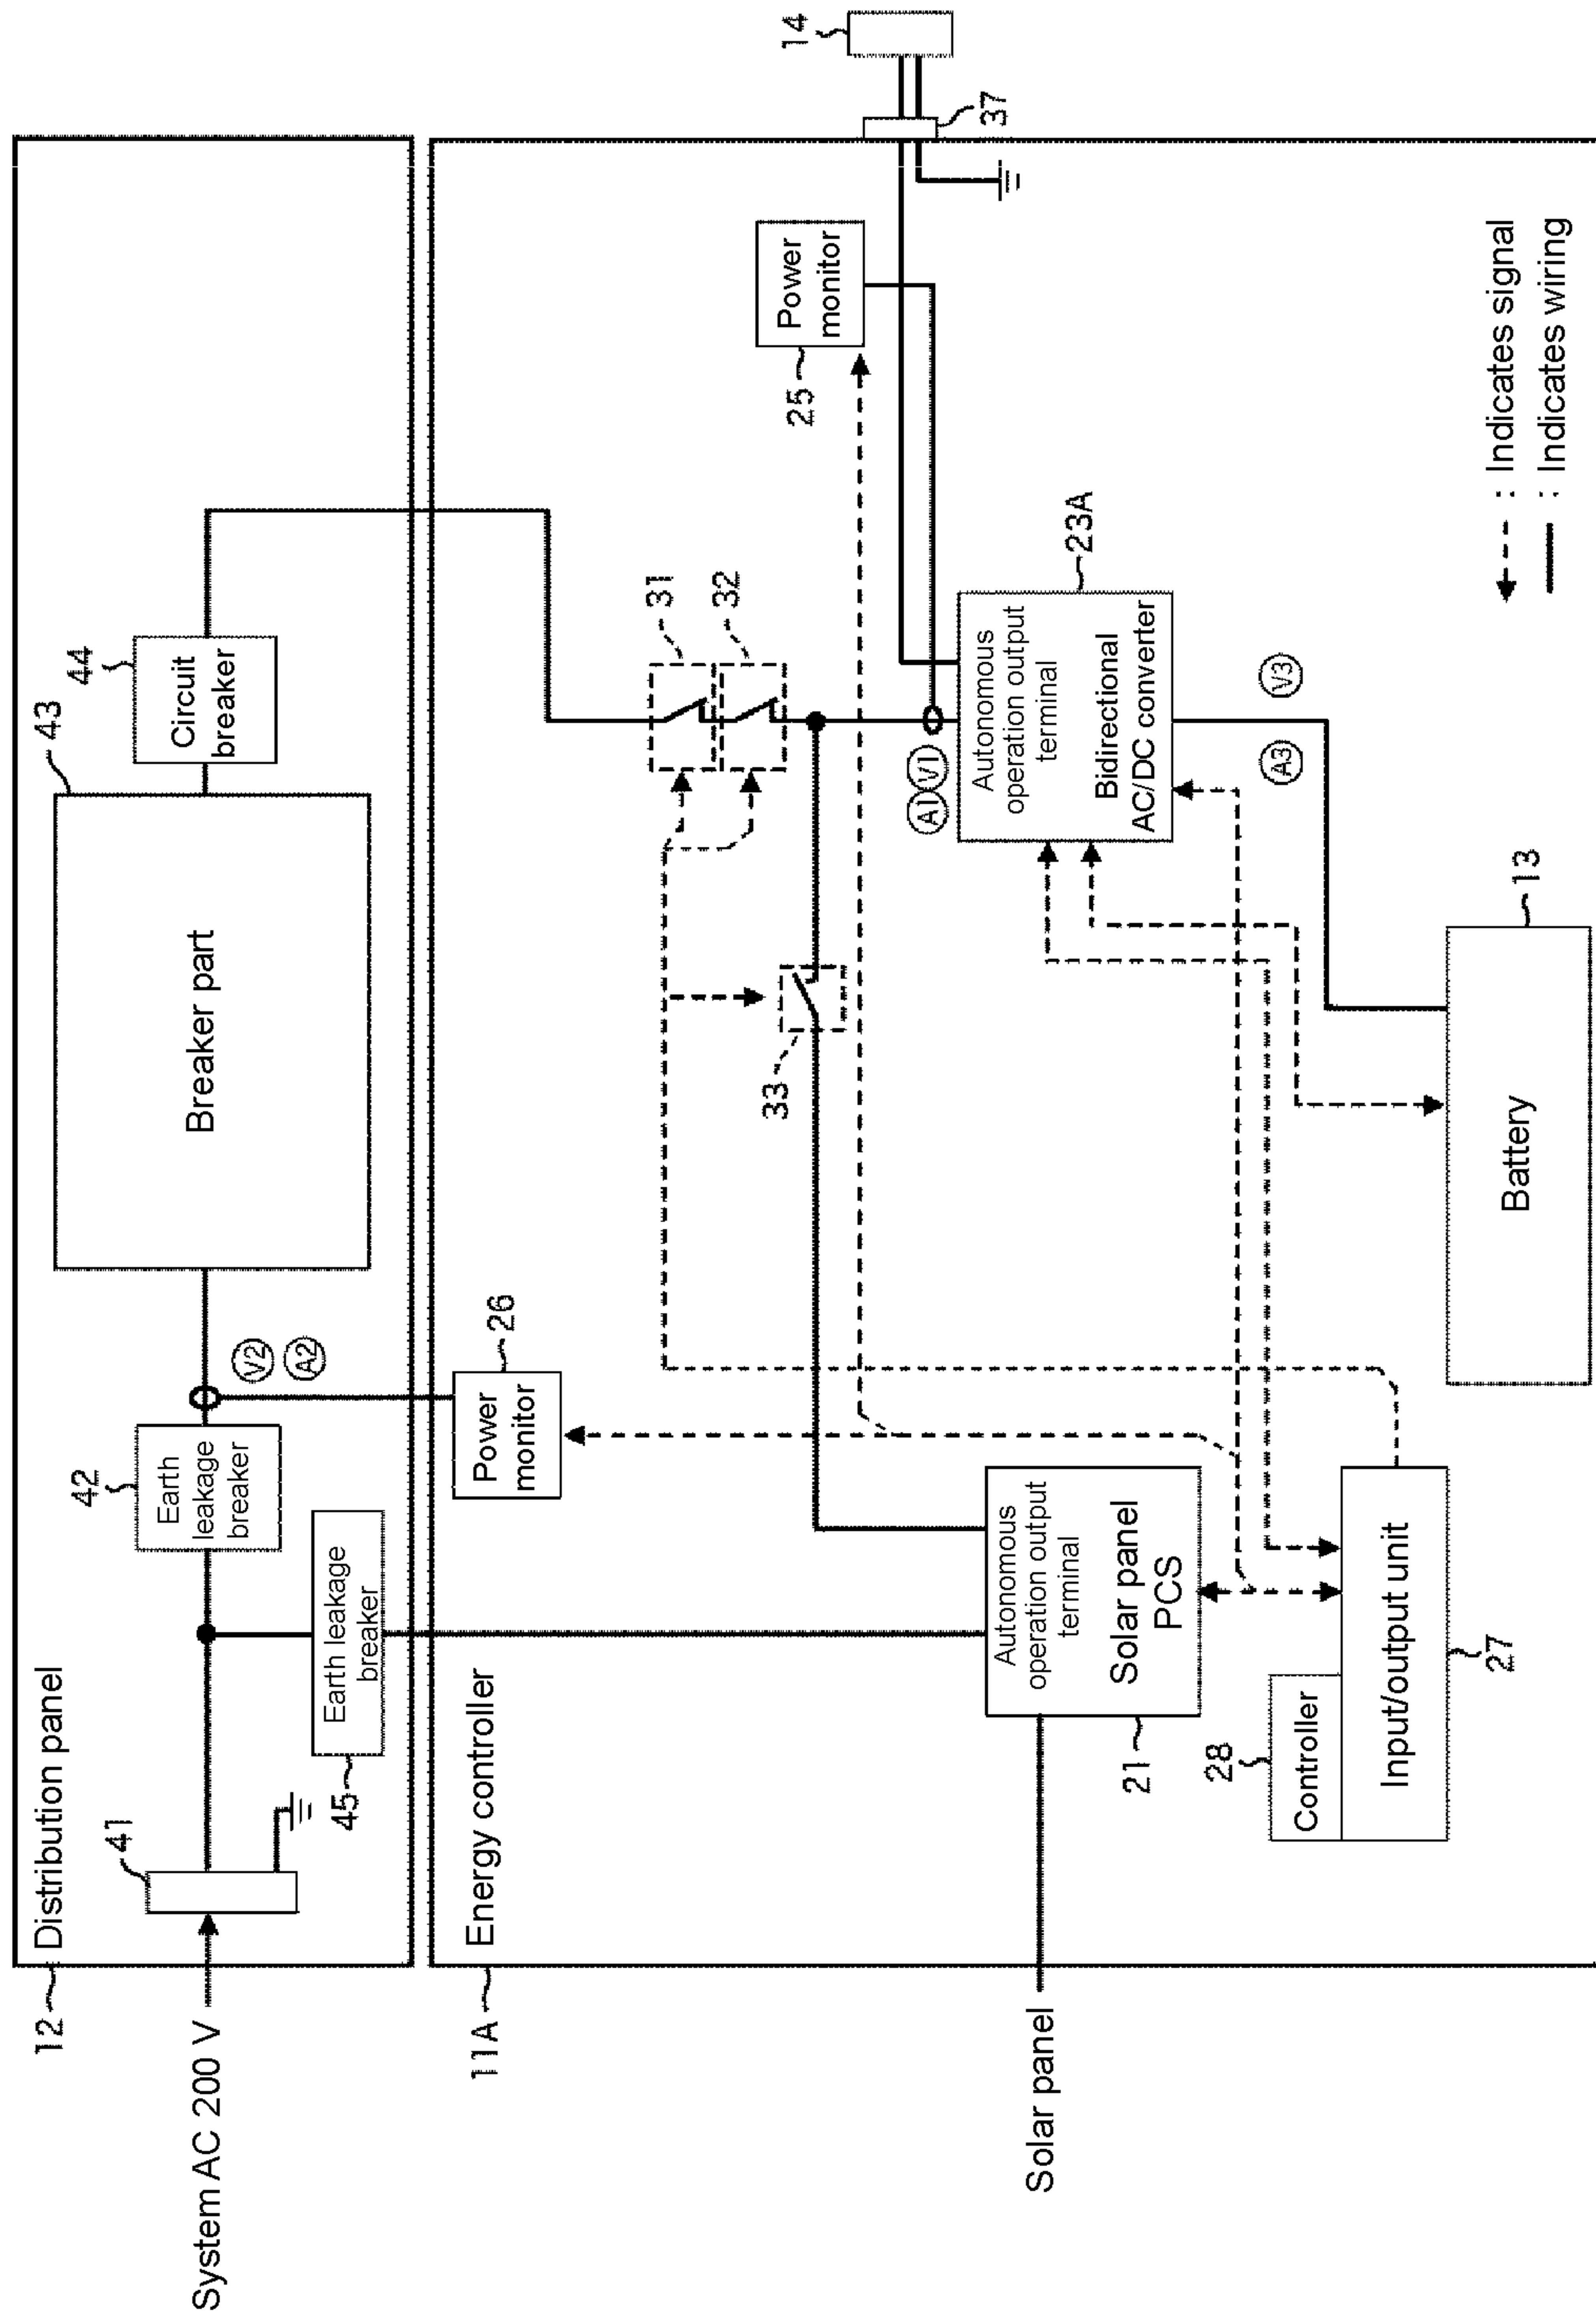 12 Distribution panel
System AC 200 V
41
42
Earth
leakage
breaker
45
Earth leakage
breaker
V2
A2
43
Breaker part
44
Circuit
breaker
11A
Energy controller
26
Power
monitor
31
32
33
25
Power
monitor
14
37
A1 V1
Autonomous
operation output
terminal
Bidirectional
AC/DC converter
23A
V3
A3
Solar panel
Autonomous
operation output
terminal
Solar panel
PCS
21
28
Controller
Input/output unit
27
13
Battery
: Indicates signal
: Indicates wiring